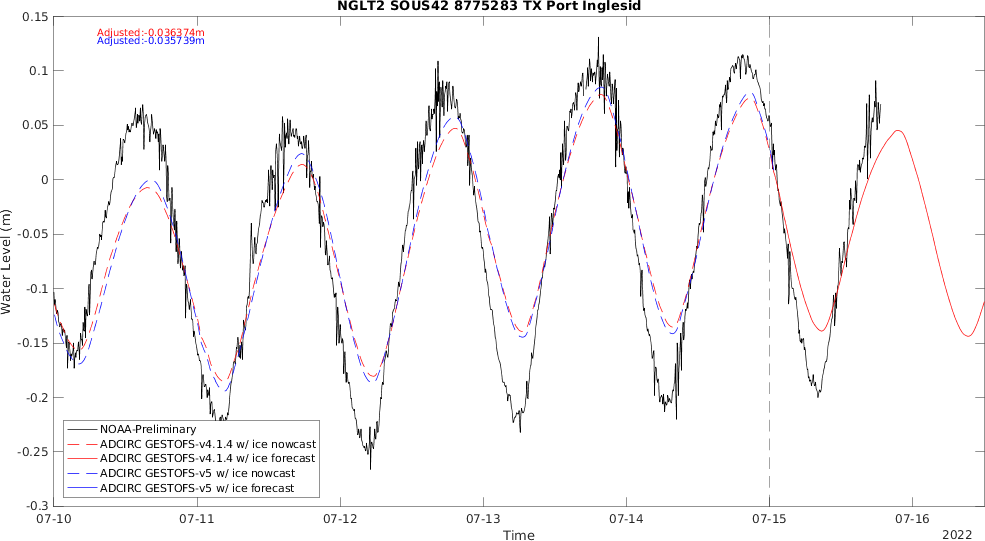 NGLT2 SOUS42 8775283 TX Port Inglesid
Adjusted:-0.036374m
Adjusted:-0.035739m
0.15
0.1
0.05
0
-0.05
-0.1
-0.15
-0.2
-0.25
-0.3
Water Level (m)
NOAA-Preliminary
ADCIRC GESTOFS-v4.1.4 w/ ice nowcast
ADCIRC GESTOFS-v4.1.4 w/ ice forecast
ADCIRC GESTOFS-v5 w/ ice nowcast
ADCIRC GESTOFS-v5 w/ ice forecast
07-10 07-11 07-12 07-13 07-14 07-15 07-16
Time
2022